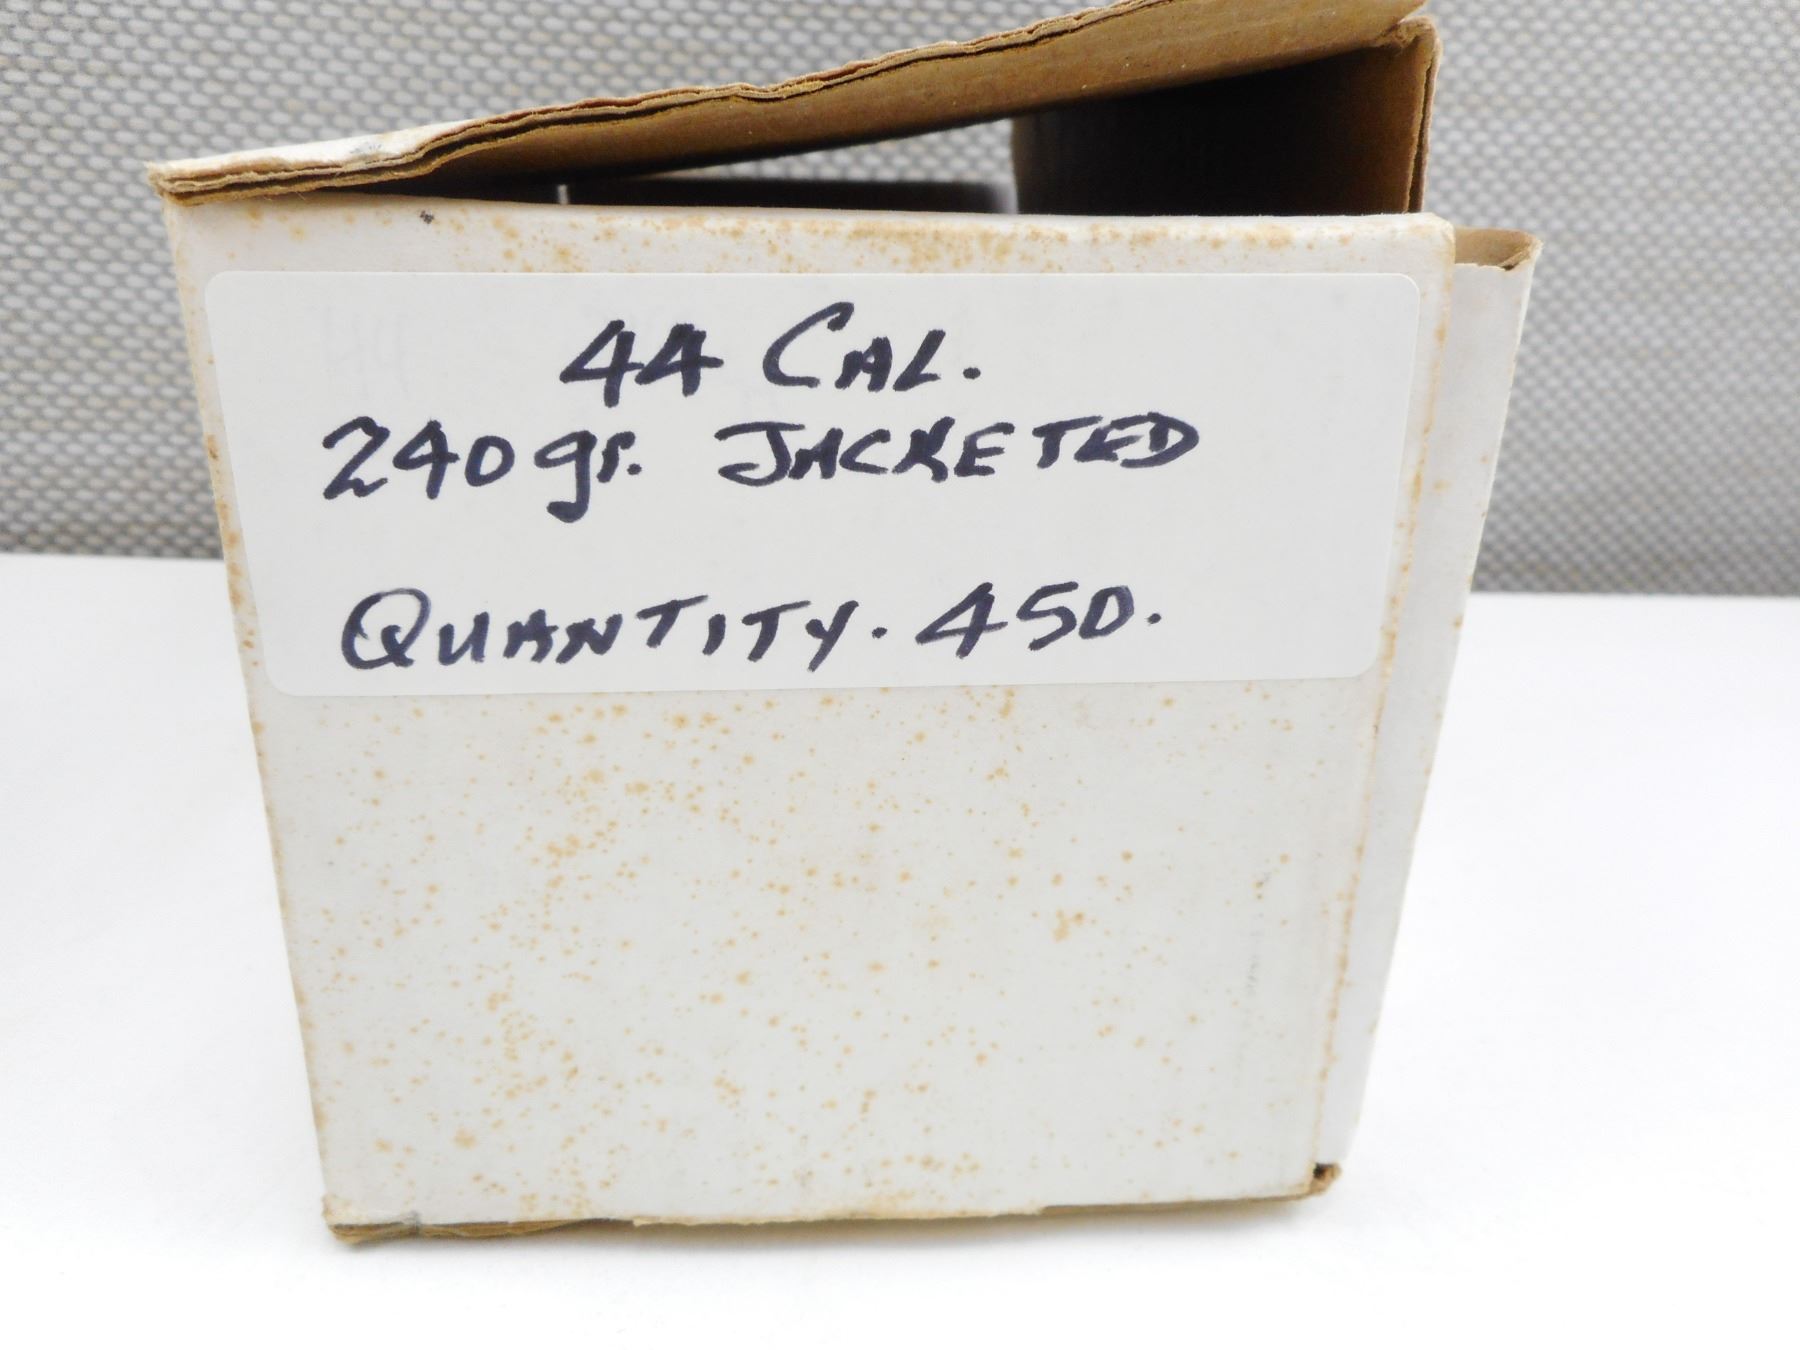 44 CAL.
240 gr. JACKETED
QUANTITY. 450.